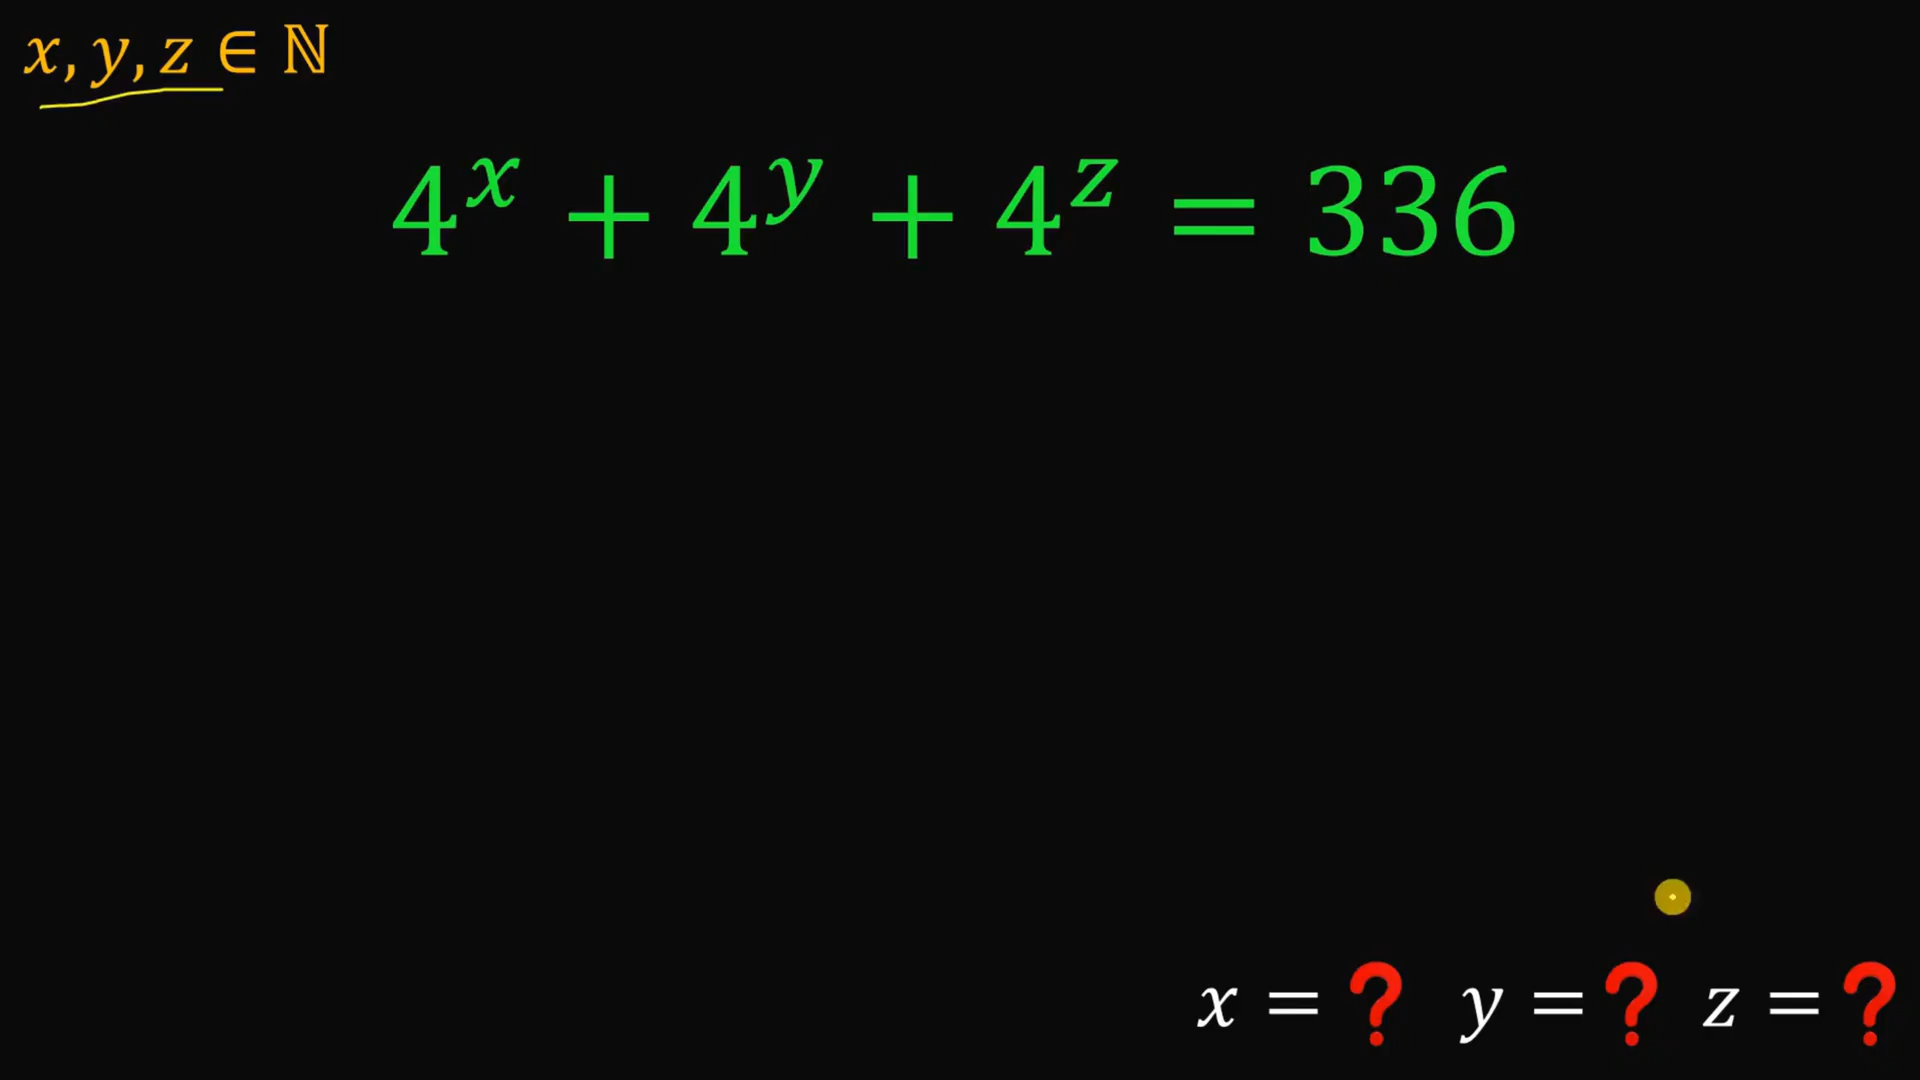 x, y, z ∈ ℕ
4^x + 4^y + 4^z = 336
x = ❓ y = ❓ z = ❓